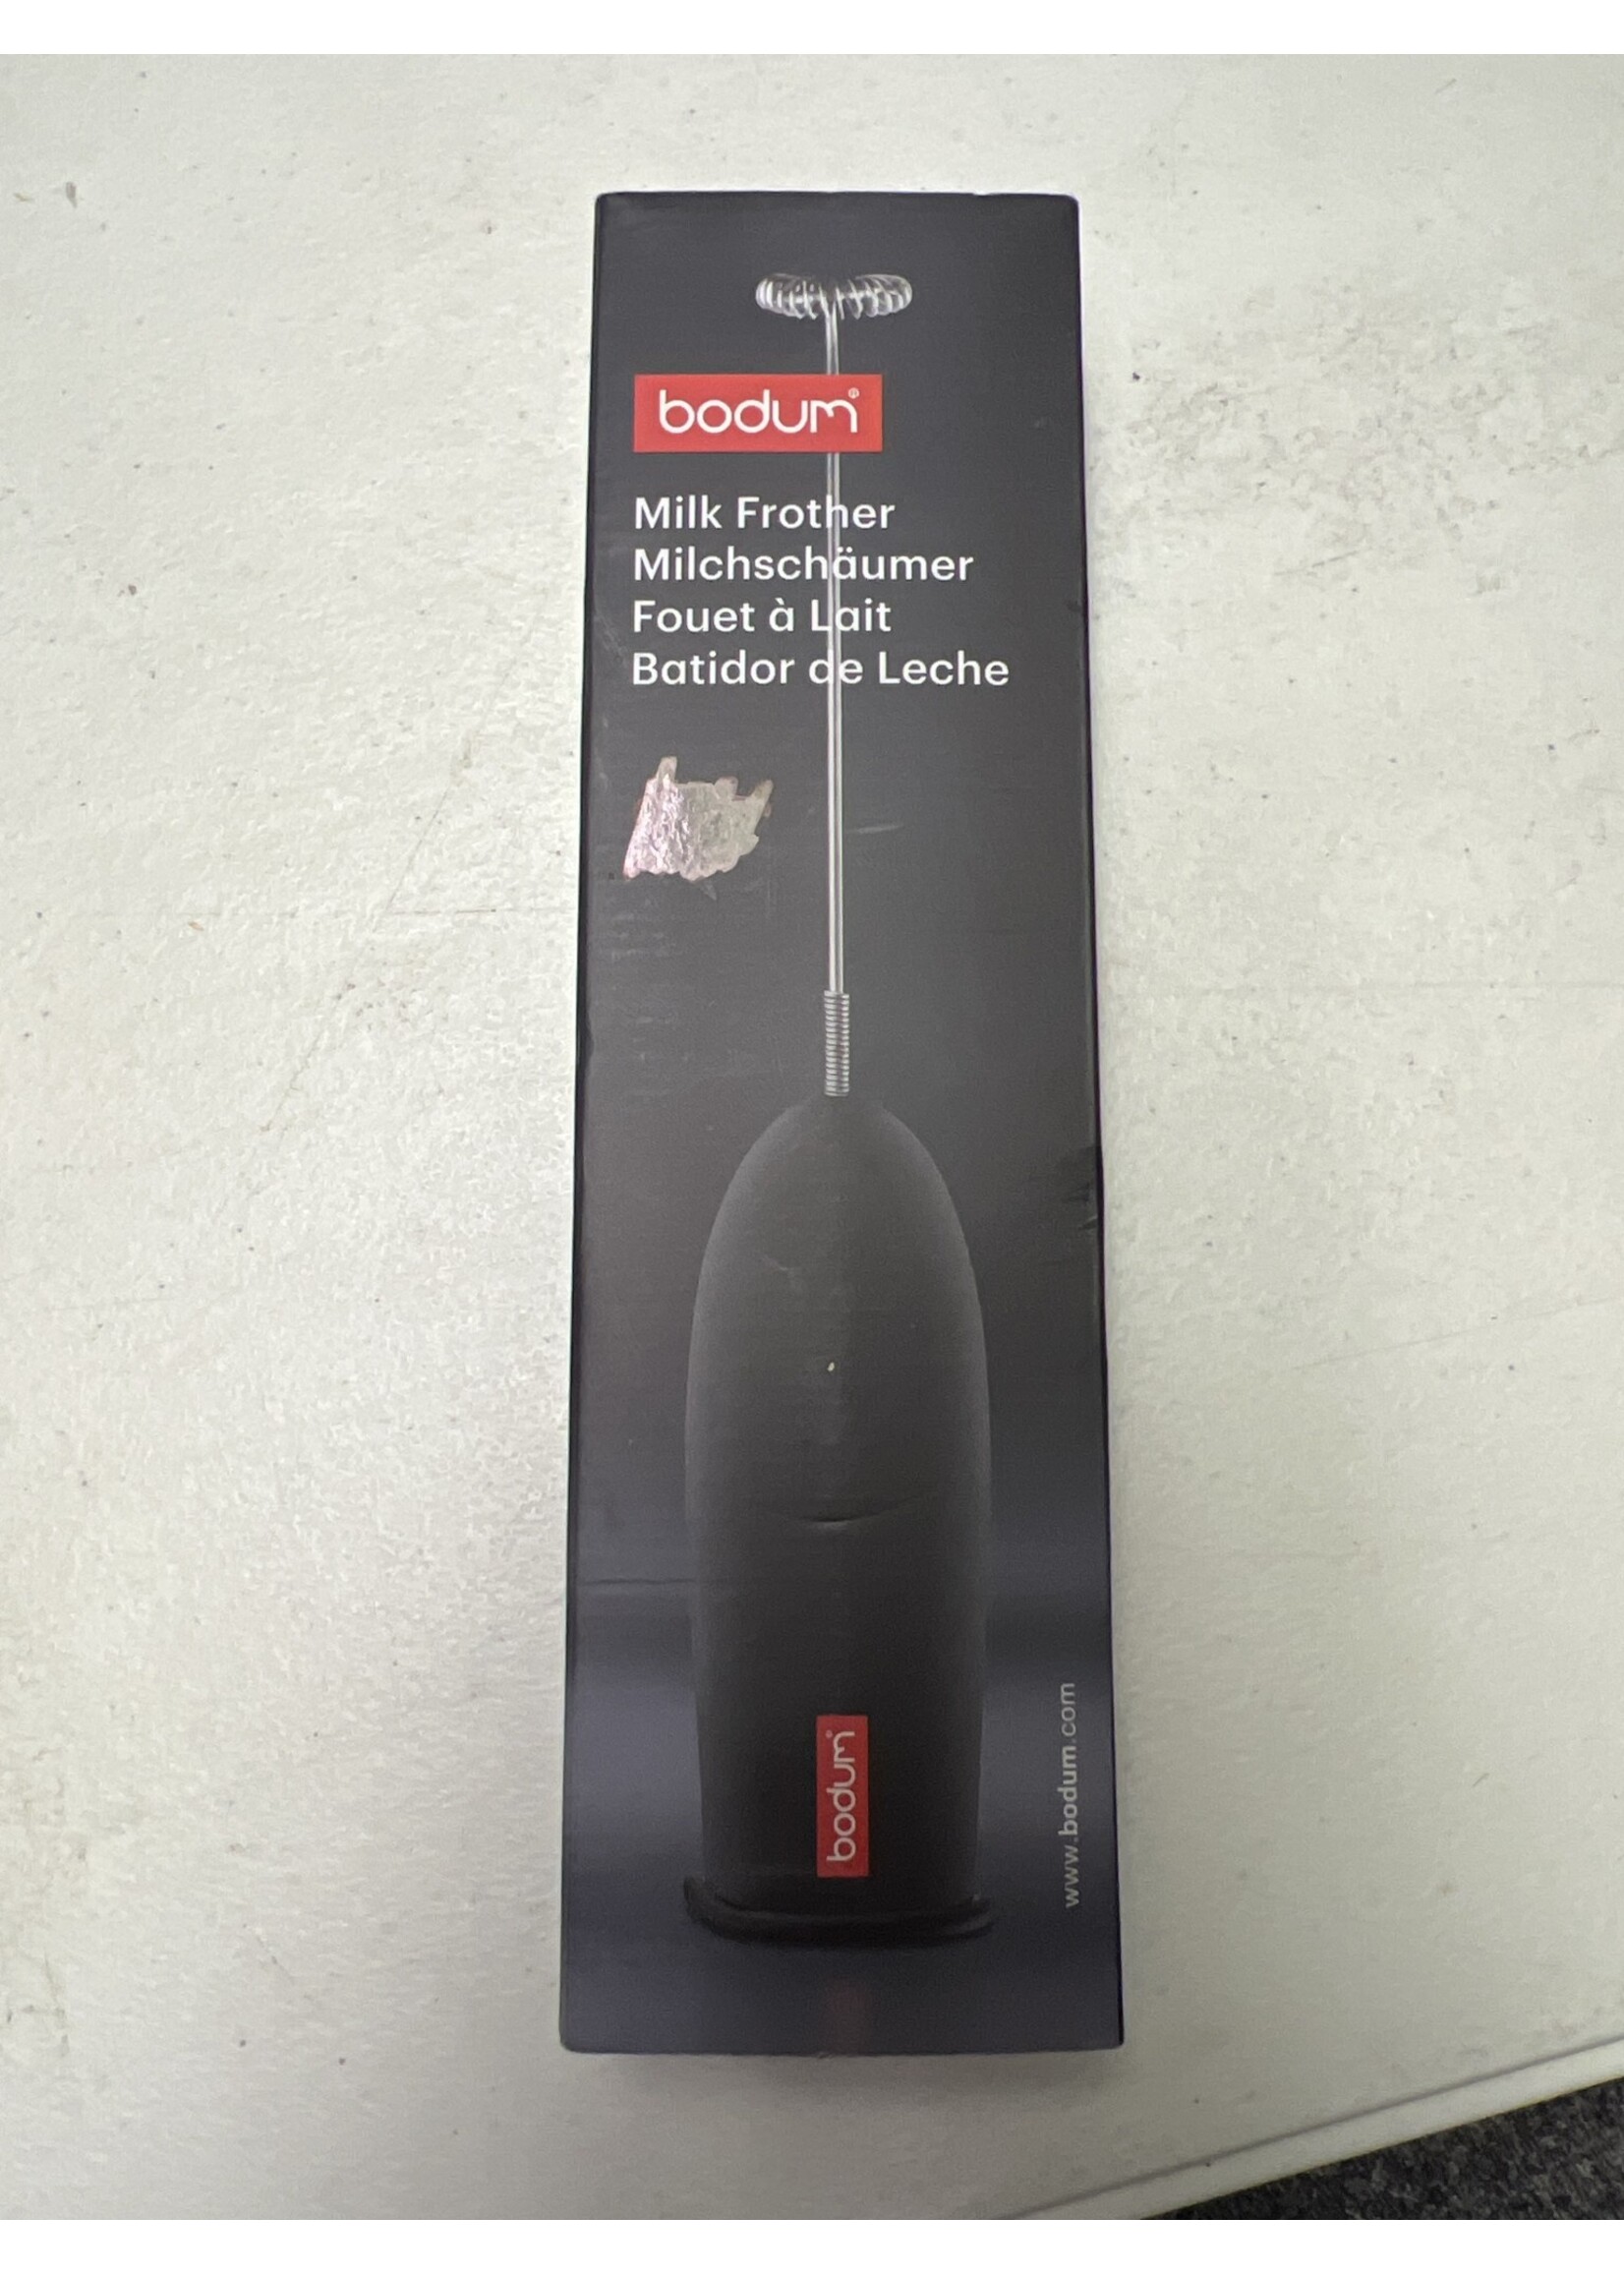 bodum®
Milk Frother
Milchschäumer
Fouet à Lait
Batidor de Leche
bodum®
www.bodum.com